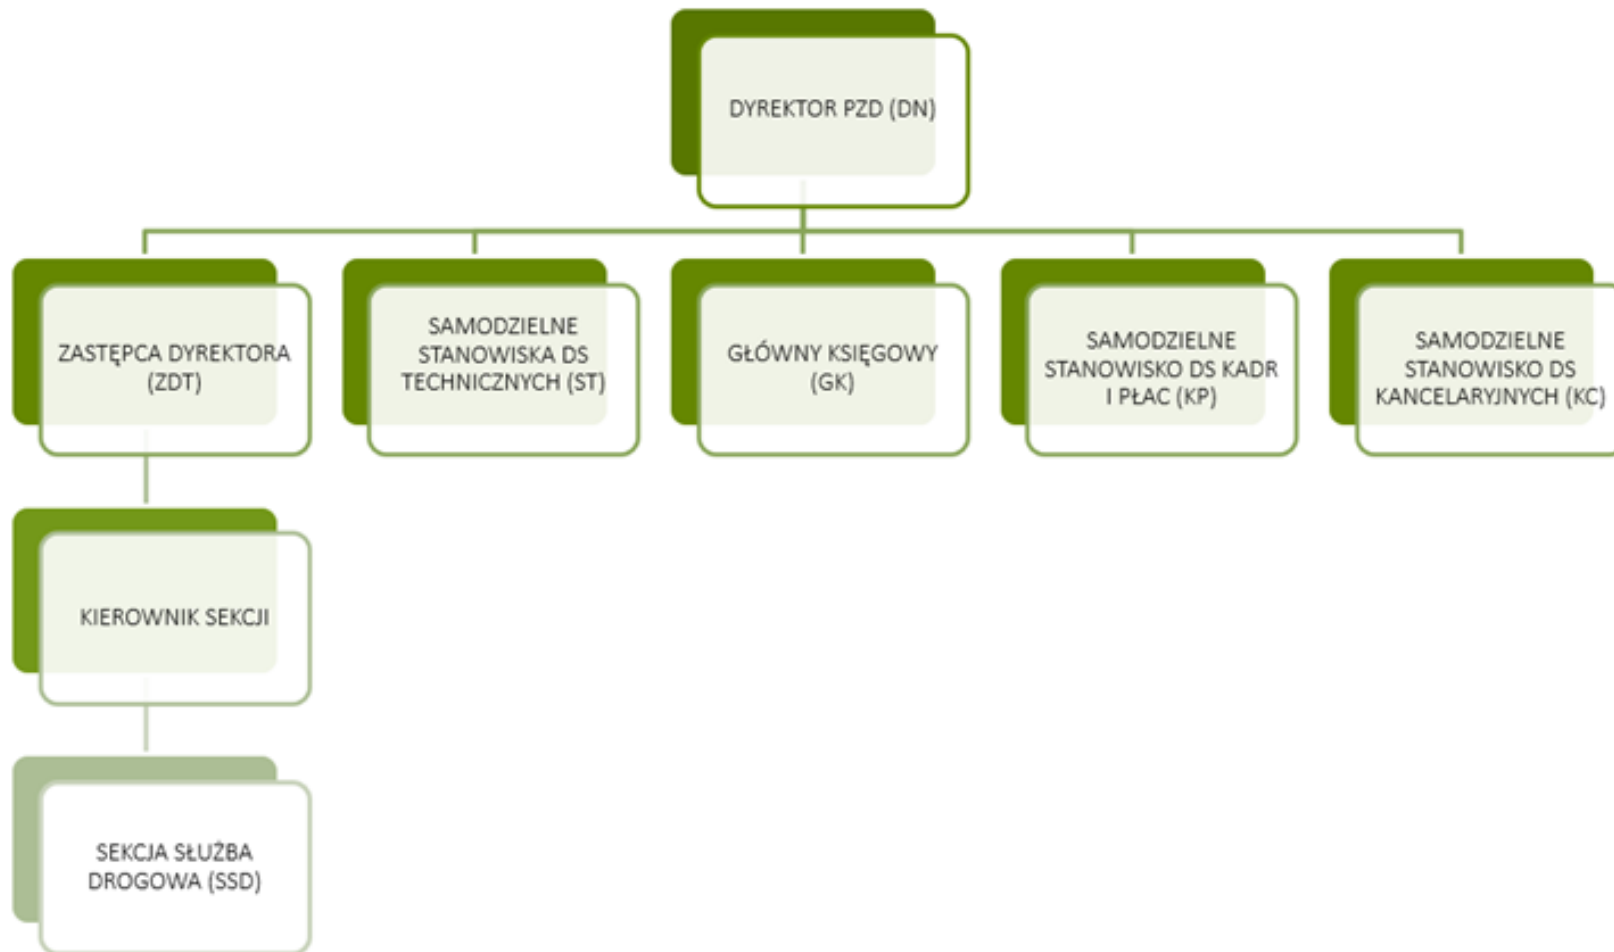 DYREKTOR PZD (DN)
ZASTĘPCA DYREKTORA
(ZDT)
SAMODZIELNE
STANOWISKA DS
TECHNICZNYCH (ST)
GŁÓWNY KSIĘGOWY
(GK)
SAMODZIELNE
STANOWISKO DS KADR
I PŁAC (KP)
SAMODZIELNE
STANOWISKO DS
KANCELARYJNYCH (KC)
KIEROWNIK SEKCJI
SEKCJA SŁUŻBA
DROGOWA (SSD)